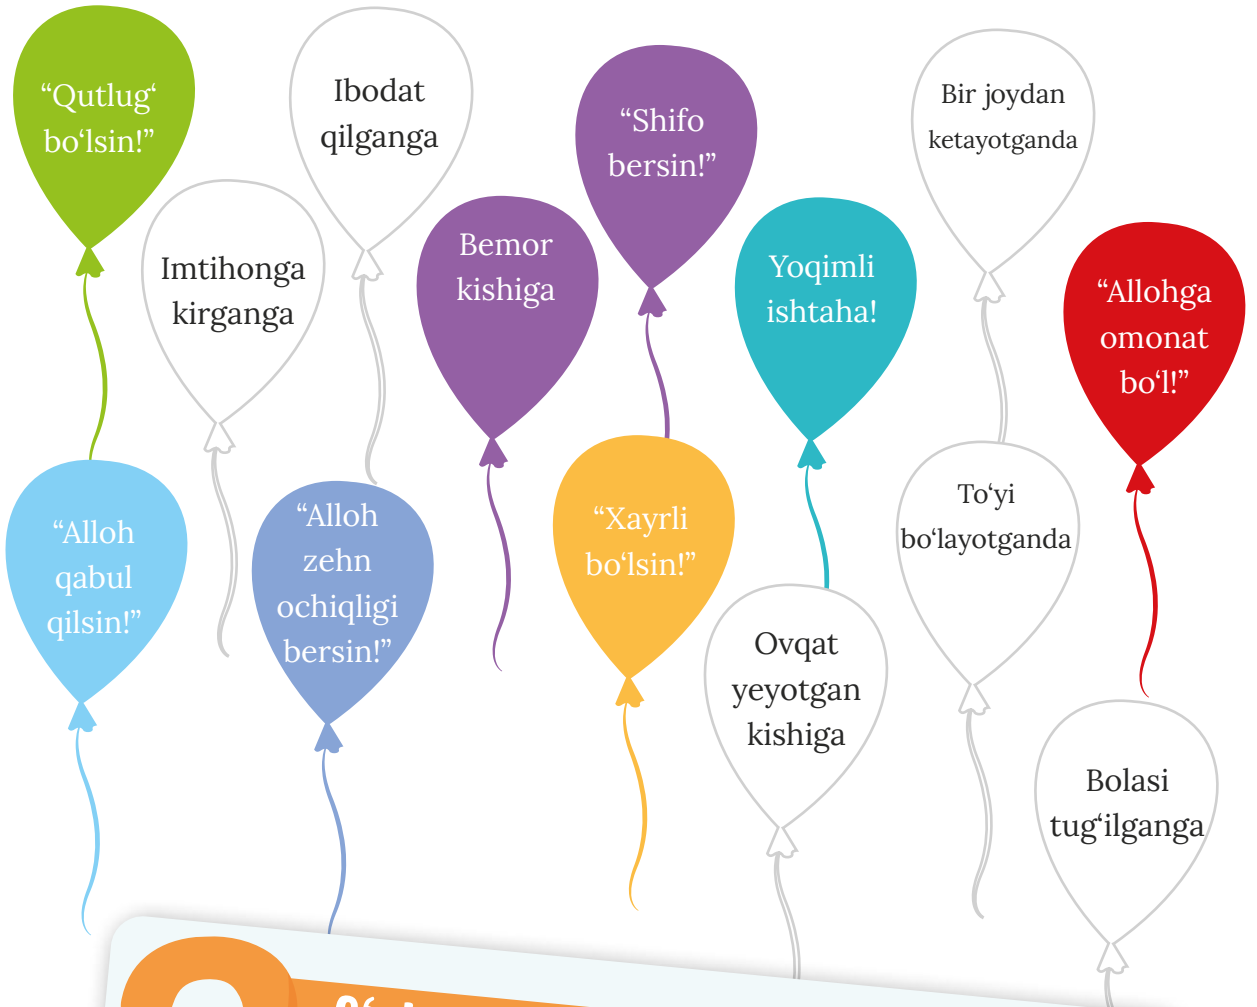 “Qutlug‘
bo‘lsin!”
Ibodat
qilganga
“Shifo
bersin!”
Bir joydan
ketayotganda
Imtihonga
kirganga
Bemor
kishiga
Yoqimli
ishtaha!
“Allohga
omonat
bo‘l!”
“Alloh
qabul
qilsin!”
“Alloh
zehn
ochiqligi
bersin!”
“Xayrli
bo‘lsin!”
To‘yi
bo‘layotganda
Ovqat
yeyotgan
kishiga
Bolasi
tug‘ilganga